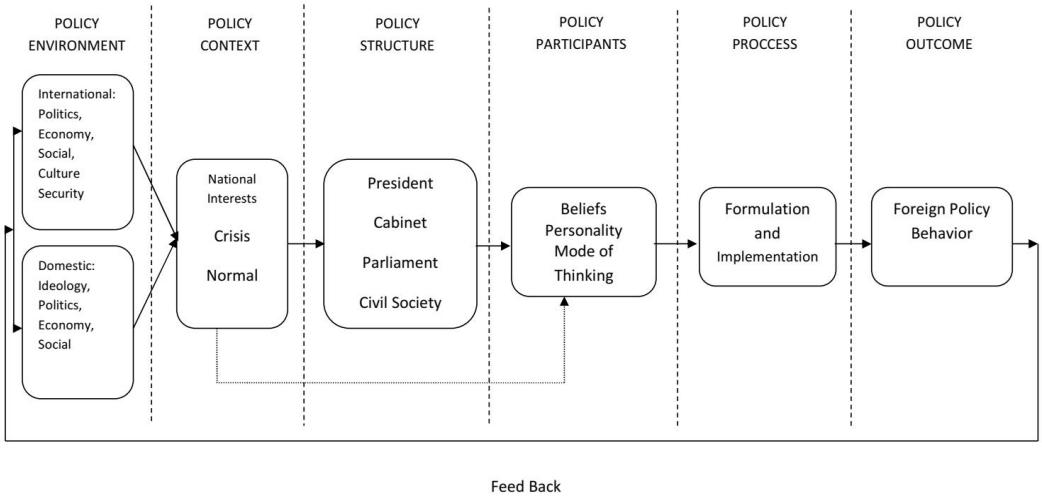 POLICY
ENVIRONMENT
POLICY
CONTEXT
POLICY
STRUCTURE
POLICY
PARTICIPANTS
POLICY
PROCCESS
POLICY
OUTCOME
International:
Politics,
Economy,
Social,
Culture
Security
Domestic:
Ideology,
Politics,
Economy,
Social
National
Interests
Crisis
Normal
President
Cabinet
Parliament
Civil Society
Beliefs
Personality
Mode of
Thinking
Formulation
and
Implementation
Foreign Policy
Behavior
Feed Back